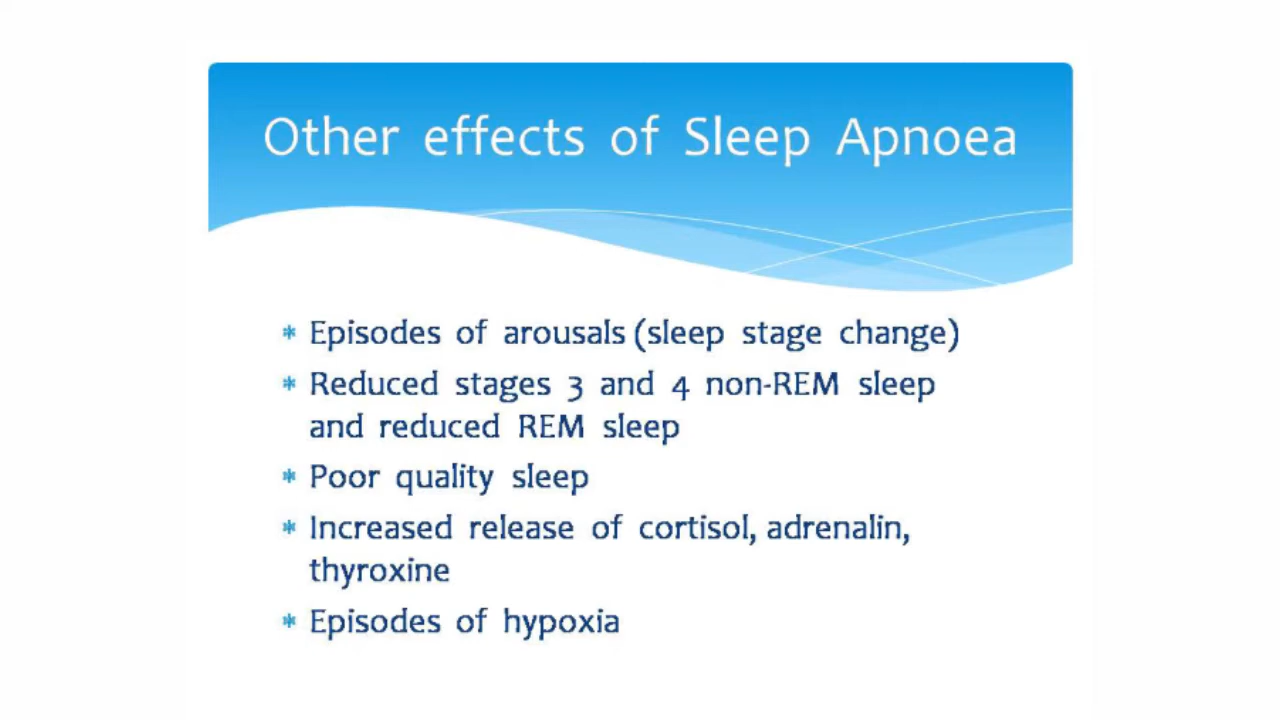 Other effects of Sleep Apnoea
* Episodes of arousals (sleep stage change)
* Reduced stages 3 and 4 non-REM sleep
and reduced REM sleep
* Poor quality sleep
* Increased release of cortisol, adrenalin,
thyroxine
* Episodes of hypoxia